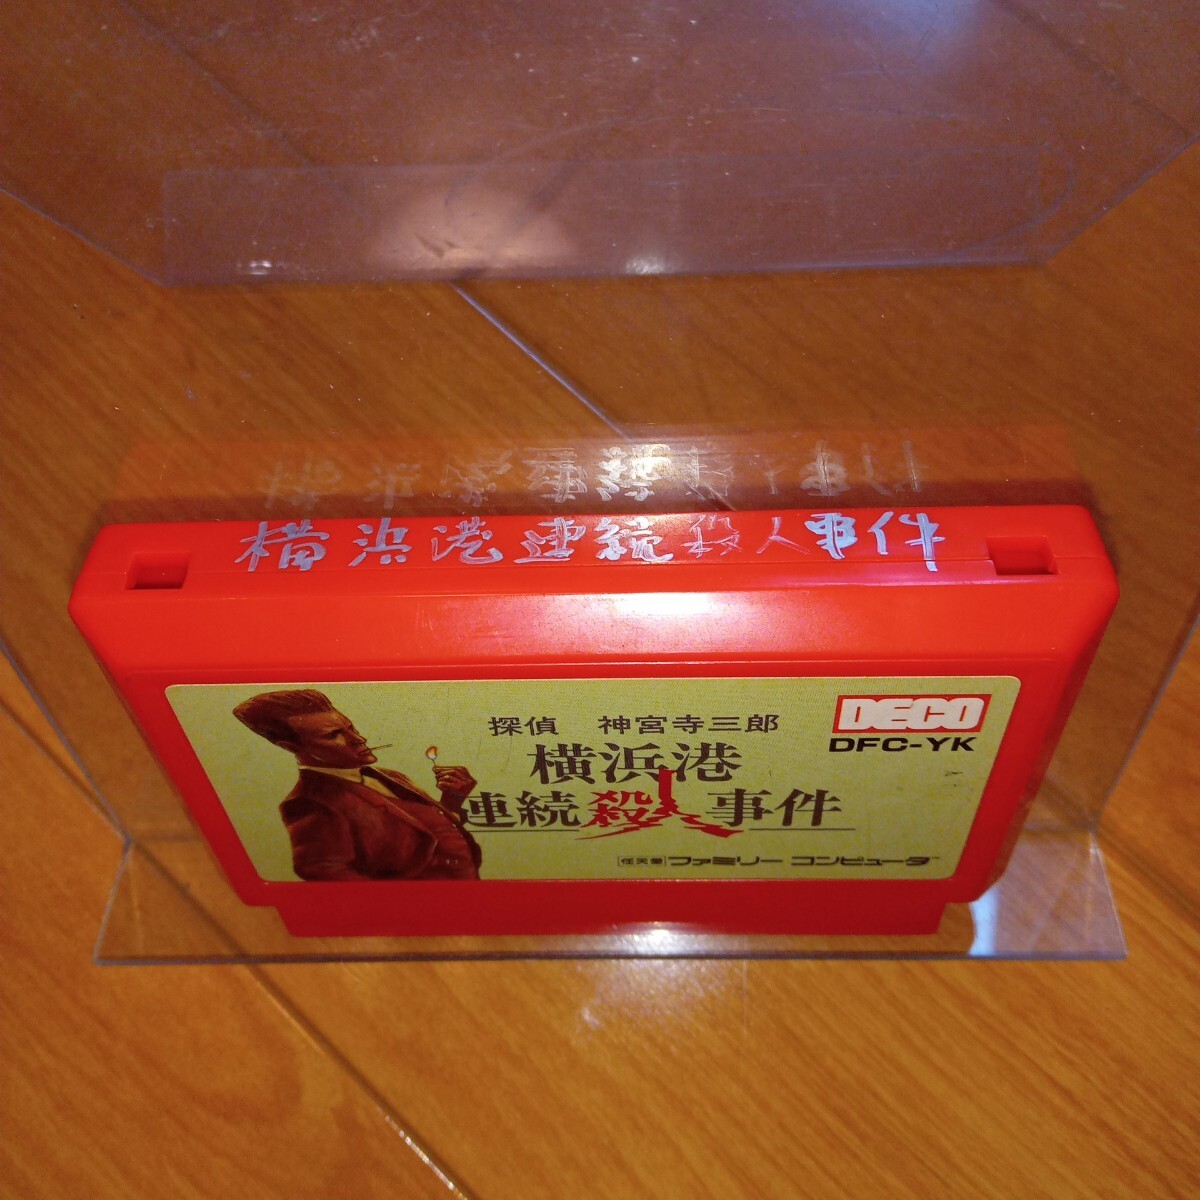 横浜港連続殺人事件
DECO
DFC-YK
探偵 神宮寺三郎
横浜港
連続殺人事件
[任天堂]ファミリー コンピュータ™